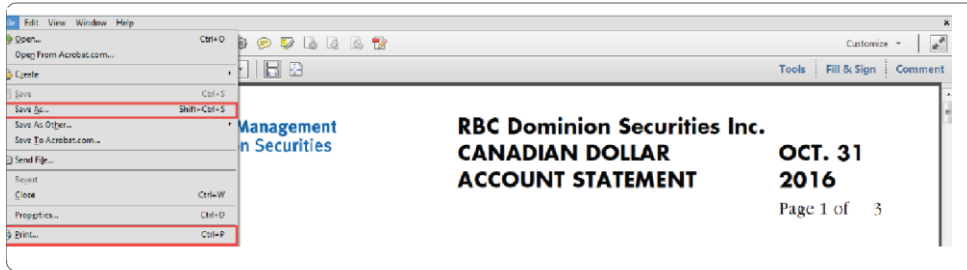 File Edit View Window Help
Open... Ctrl+O
Customize
Open From Acrobat.com...
Create
Tools Fill & Sign Comment
Save Ctrl+S
Save As... Shift+Ctrl+S
Save As Other...
Save To Acrobat.com...
Send File...
Revert
Close Ctrl+W
Properties... Ctrl+D
Print... Ctrl+P
Management
n Securities
RBC Dominion Securities Inc.
CANADIAN DOLLAR
ACCOUNT STATEMENT
OCT. 31
2016
Page 1 of 3